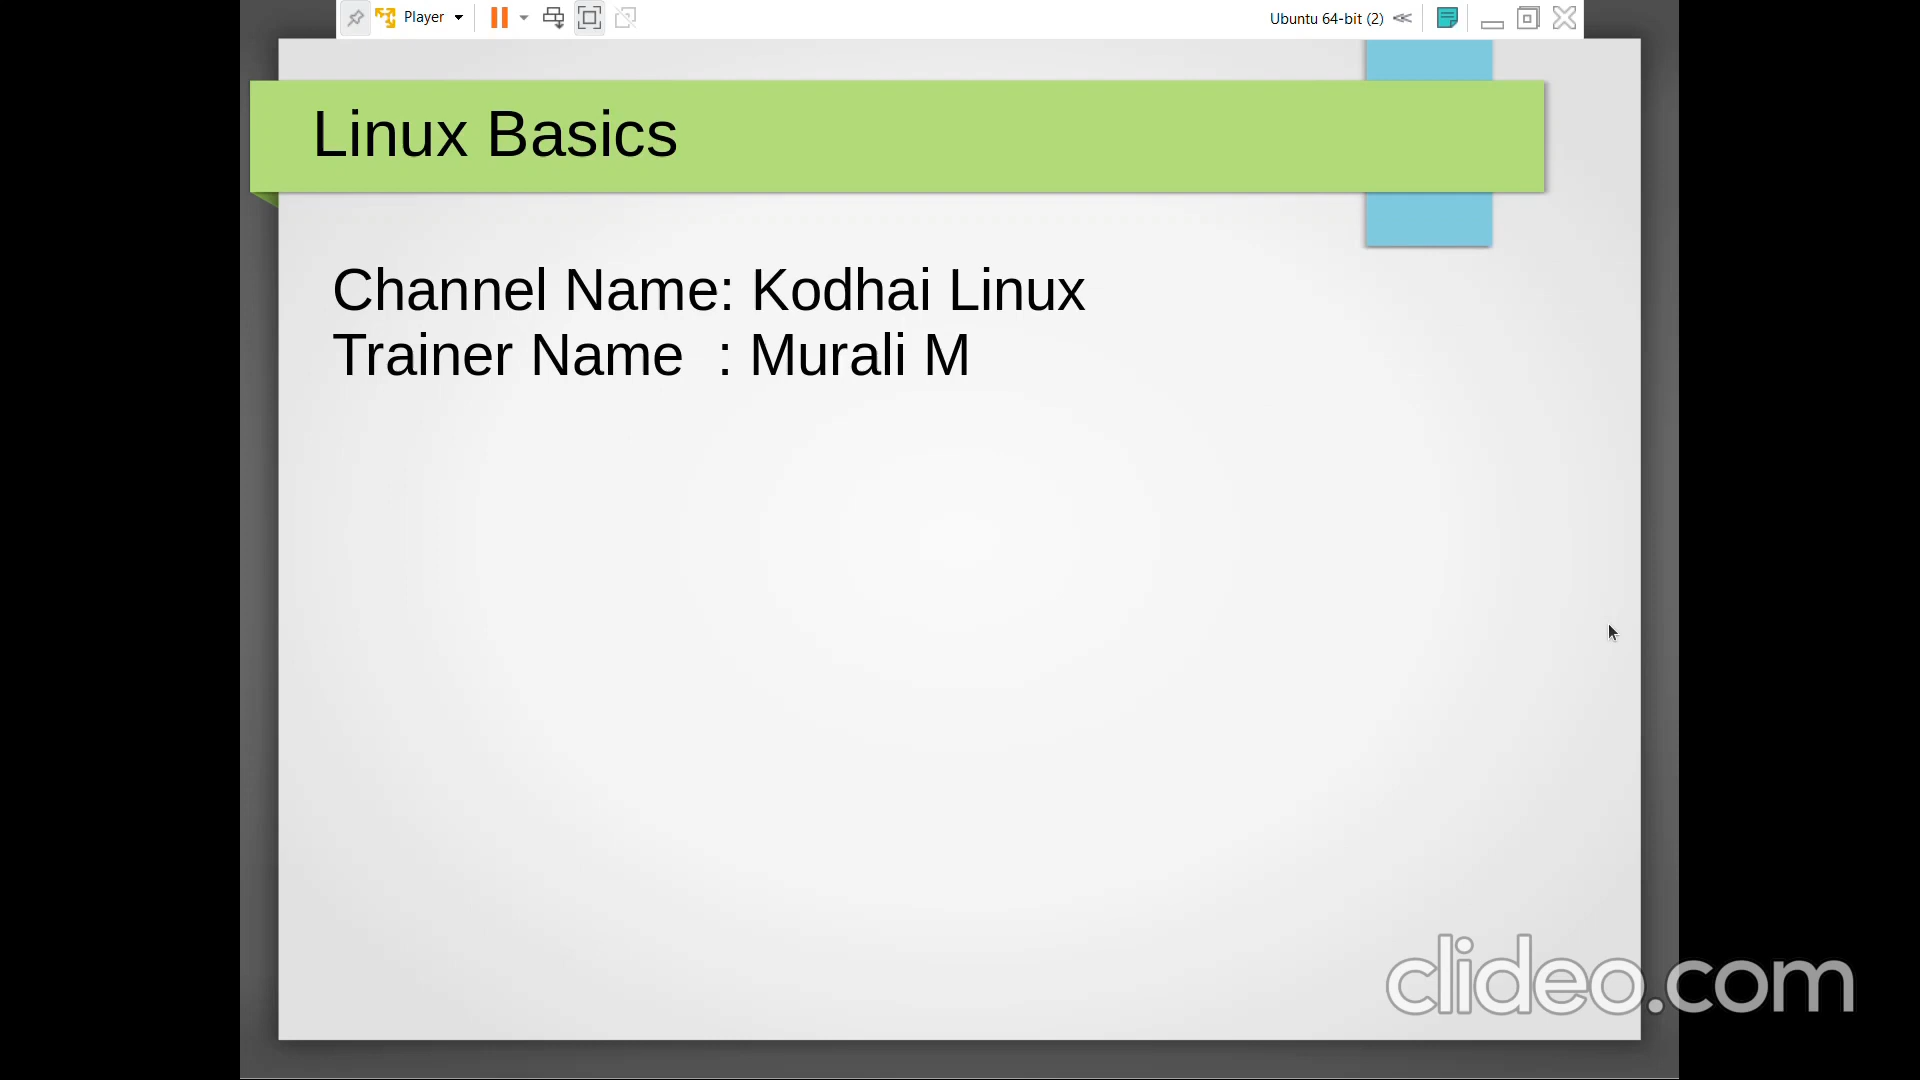 Player
Ubuntu 64-bit (2)
Linux Basics
Channel Name: Kodhai Linux
Trainer Name  : Murali M
clideo.com